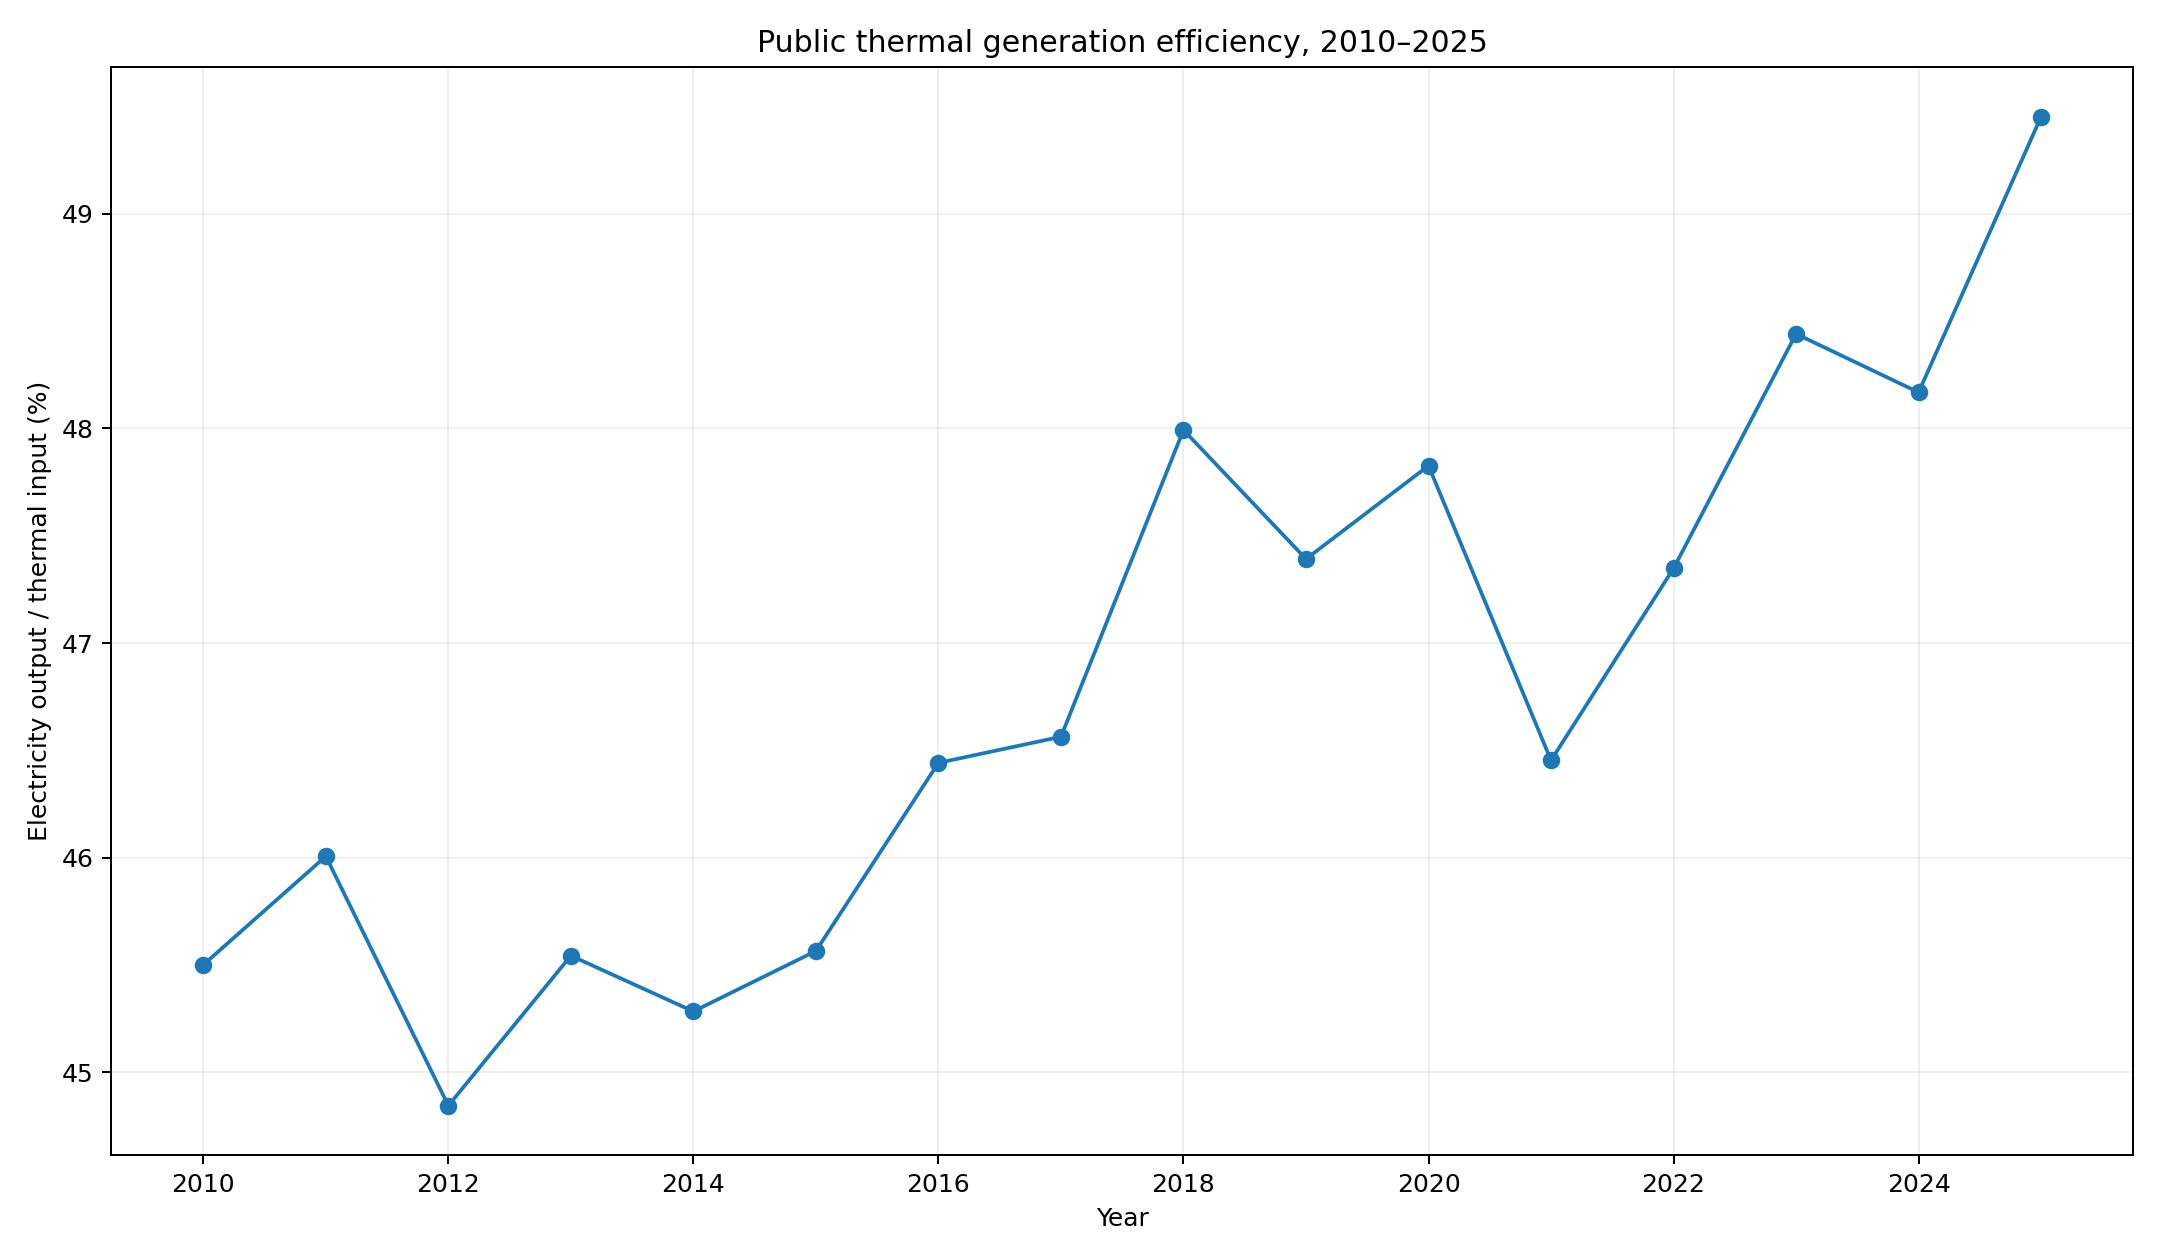 Public thermal generation efficiency, 2010–2025
Electricity output / thermal input (%)
49
48
47
46
45
2010 2012 2014 2016 2018 2020 2022 2024
Year